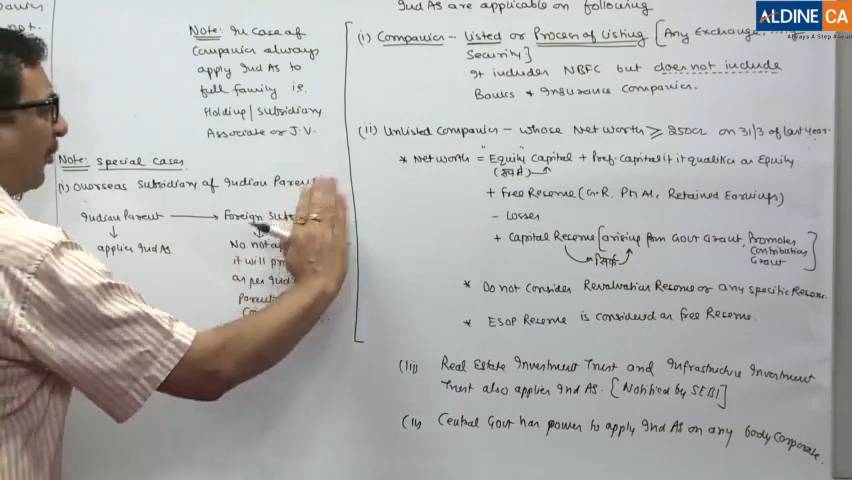 ALDINE CA
Always A Step Ahead
not.
Note: In case of
Companies always
apply Ind AS to
full family i.e.
Holding/Subsidiary
Associate or J.V.
Note: Special Cases
(i) Overseas Subsidiary of Indian Parent
Indian Parent → Foreign
applies Ind AS
No not
it will
as per Ind
Ind AS are applicable on following
(i) Companies – Listed or Process of Listing [Any Exchange,
Security]
It includes NBFC but does not include
Banks & Insurance Companies.
(ii) Unlisted Companies – whose Net worth ≥ 250Cr on 31/3 of last year.
* Net worth = "Equity" Capital + Pref. Capital if it qualifies as Equity
+ Free Reserve (G.R. P/L A/c, Retained Earnings)
- Losses
+ Capital Reserve [arising from Govt Grant, Promoters
Contribution
Grant]
सिर्फ
* Do not Consider Revaluation Reserve or any specific Reserve.
* ESOP Reserve is considered as Free Reserve.
(iii) Real Estate Investment Trust and Infrastructure Investment
Trust also applies Ind AS. [Notified by SEBI]
(iv) Central Govt has power to apply Ind AS on any body corporate.